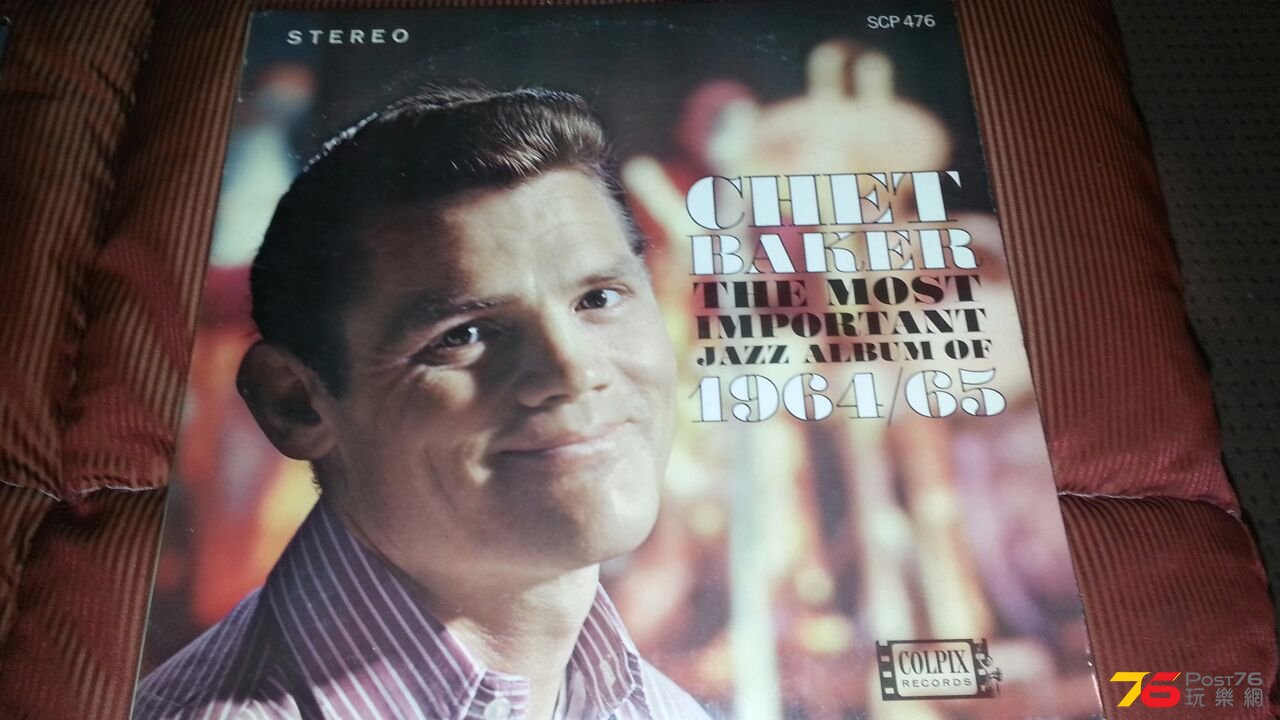 STEREO
SCP 476
CHET
BAKER
THE MOST
IMPORTANT
JAZZ ALBUM OF
1964/65
COLPIX
RECORDS
76 POST76
玩樂網